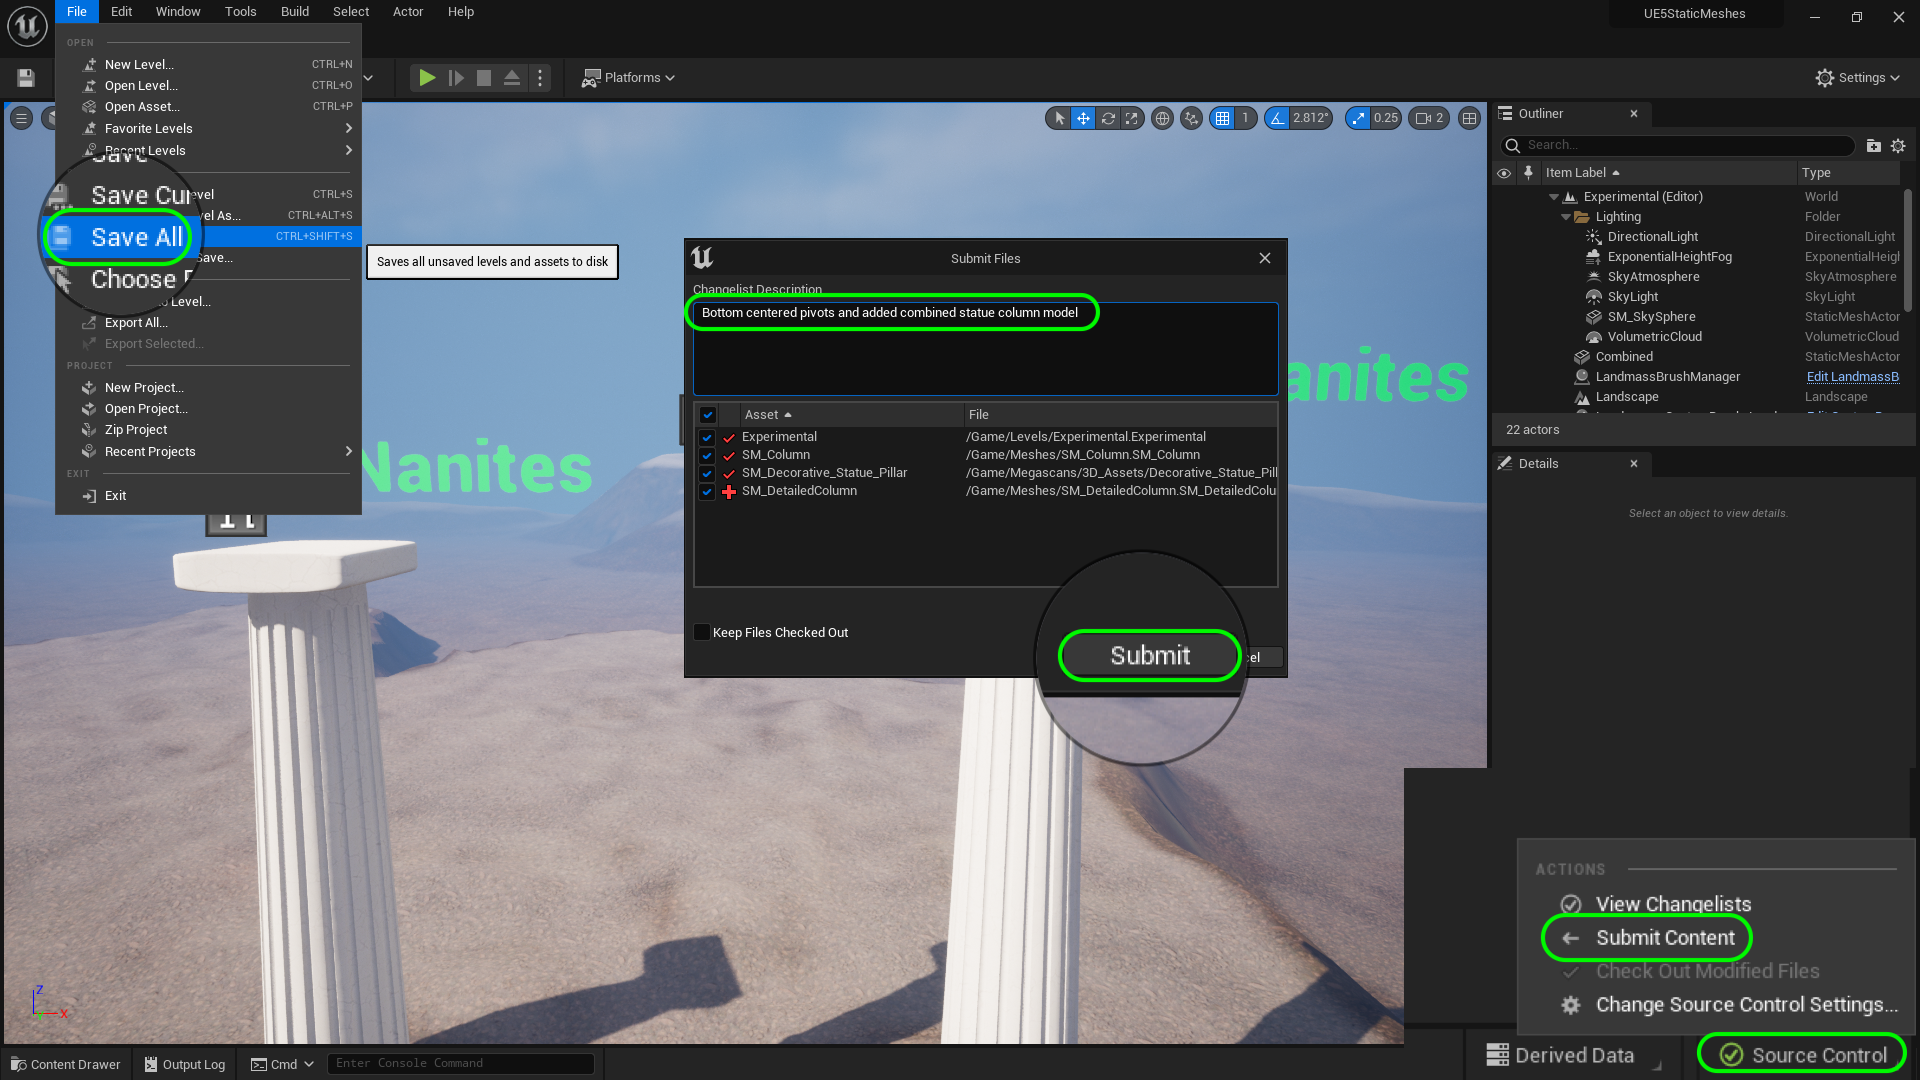 File Edit Window Tools Build Select Actor Help
UE5StaticMeshes
Platforms
Settings
OPEN
New Level... CTRL+N
Open Level... CTRL+O
Open Asset... CTRL+P
Favorite Levels
Recent Levels
Save
Save Cur evel CTRL+S
vel As... CTRL+ALT+S
Save All CTRL+SHIFT+S
Choose F Save...
Level...
Export All...
Export Selected...
PROJECT
New Project...
Open Project...
Zip Project
Recent Projects
EXIT
Exit
Saves all unsaved levels and assets to disk
1 2.812° 0.25 2
Nanites
anites
Submit Files
Changelist Description
Bottom centered pivots and added combined statue column model
Asset File
Experimental /Game/Levels/Experimental.Experimental
SM_Column /Game/Meshes/SM_Column.SM_Column
SM_Decorative_Statue_Pillar /Game/Megascans/3D_Assets/Decorative_Statue_Pill
SM_DetailedColumn /Game/Meshes/SM_DetailedColumn.SM_DetailedColu
Keep Files Checked Out
Submit
cel
Outliner
Search...
Item Label Type
Experimental (Editor) World
Lighting Folder
DirectionalLight DirectionalLight
ExponentialHeightFog ExponentialHeigh
SkyAtmosphere SkyAtmosphere
SkyLight SkyLight
SM_SkySphere StaticMeshActor
VolumetricCloud VolumetricCloud
Combined StaticMeshActor
LandmassBrushManager Edit LandmassB
Landscape Landscape
22 actors
Details
Select an object to view details.
ACTIONS
View Changelists
Submit Content
Check Out Modified Files
Change Source Control Settings...
Z
Y X
Content Drawer Output Log Cmd Enter Console Command
Derived Data Source Control